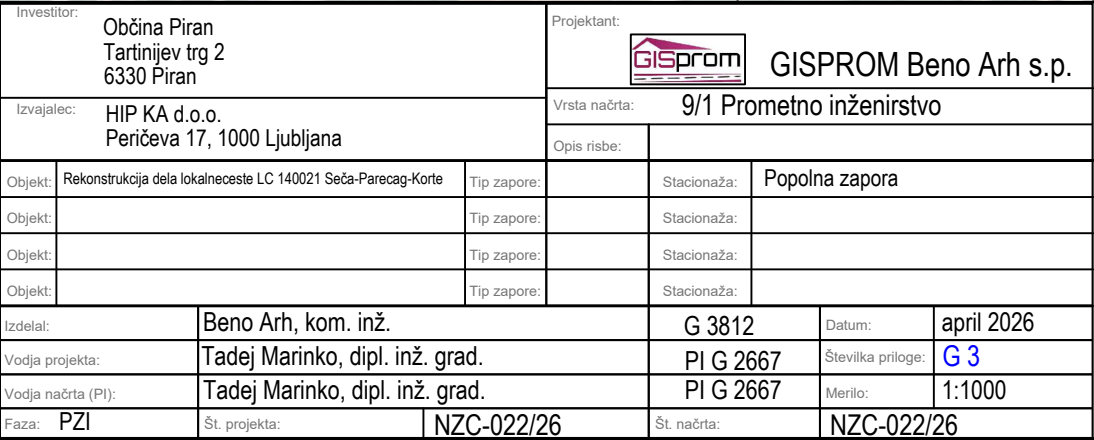 Investitor:
Občina Piran
Tartinijev trg 2
6330 Piran
Projektant:
GISprom
GISPROM Beno Arh s.p.
Izvajalec:
HIP KA d.o.o.
Peričeva 17, 1000 Ljubljana
Vrsta načrta: 9/1 Prometno inženirstvo
Opis risbe:
Objekt: Rekonstrukcija dela lokalneceste LC 140021 Seča-Parecag-Korte Tip zapore: Stacionaža: Popolna zapora
Objekt: Tip zapore: Stacionaža:
Objekt: Tip zapore: Stacionaža:
Objekt: Tip zapore: Stacionaža:
Izdelal: Beno Arh, kom. inž. G 3812 Datum: april 2026
Vodja projekta: Tadej Marinko, dipl. inž. grad. PI G 2667 Številka priloge: G 3
Vodja načrta (PI): Tadej Marinko, dipl. inž. grad. PI G 2667 Merilo: 1:1000
Faza: PZI Št. projekta: NZC-022/26 Št. načrta: NZC-022/26